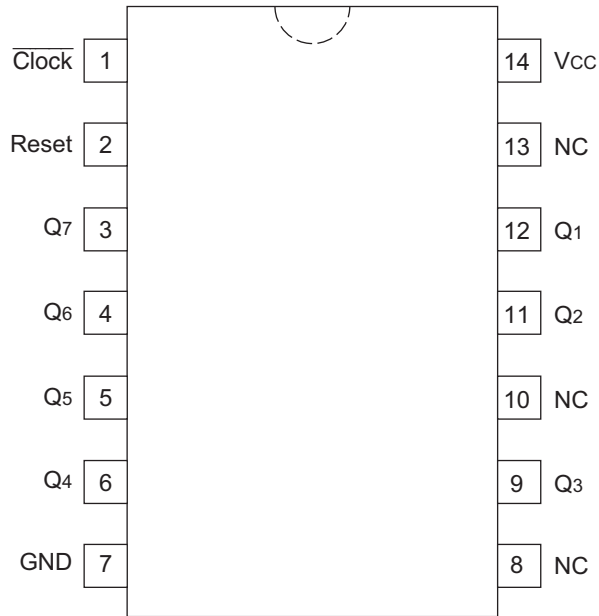 Clock 1 14 VCC
Reset 2 13 NC
Q7 3 12 Q1
Q6 4 11 Q2
Q5 5 10 NC
Q4 6 9 Q3
GND 7 8 NC